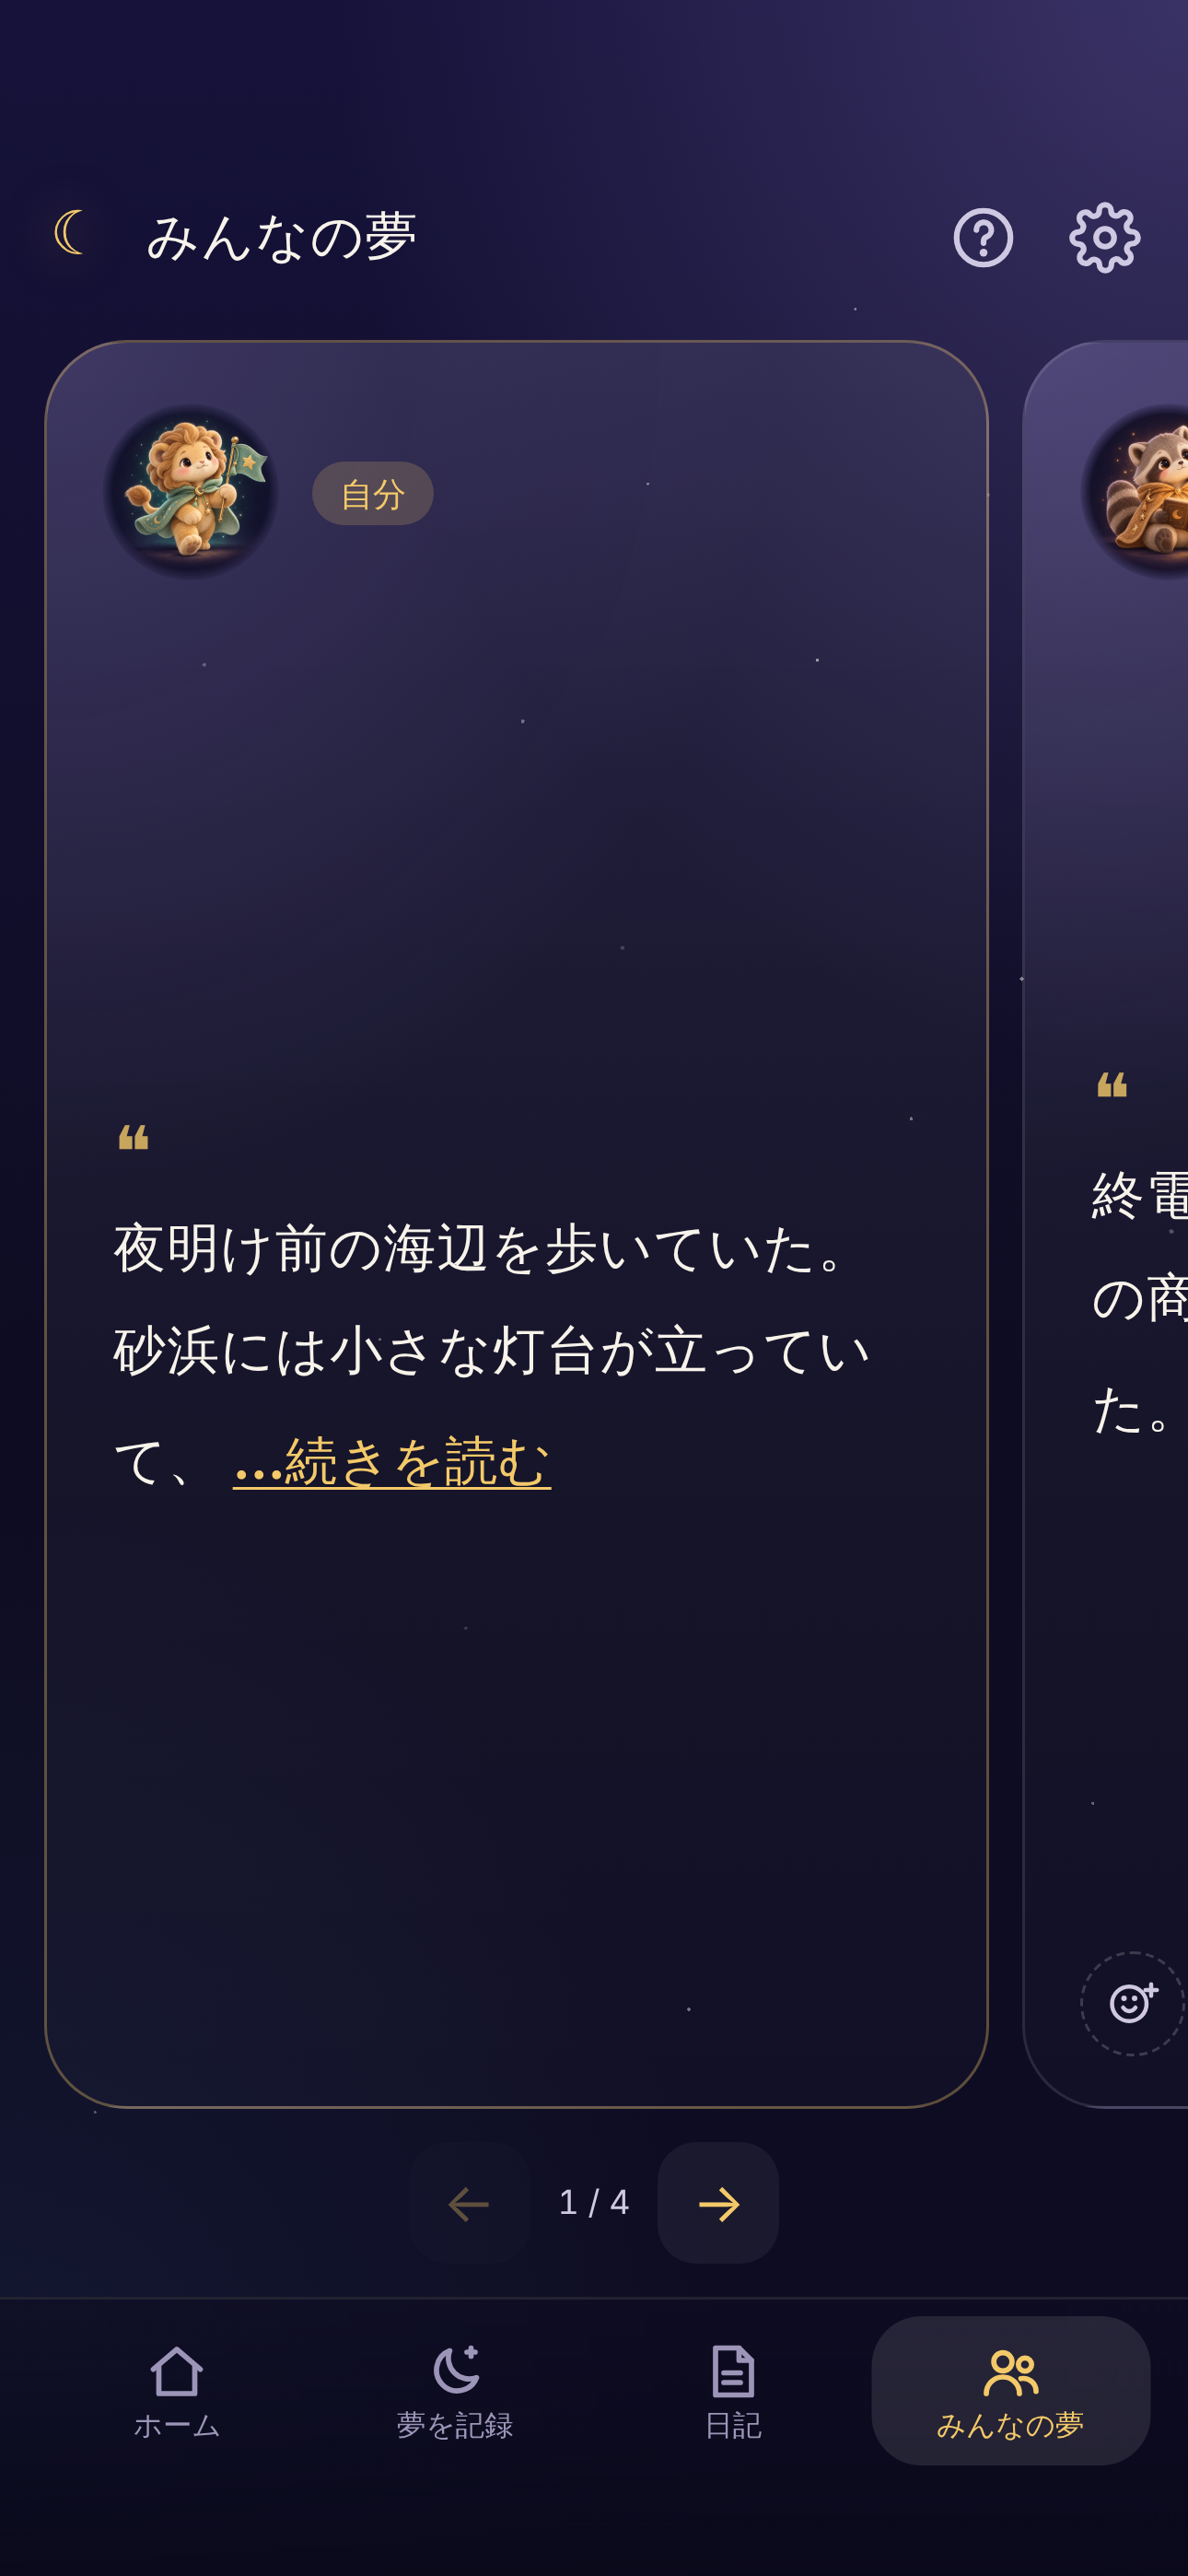 みんなの夢
自分
❝
夜明け前の海辺を歩いていた。
砂浜には小さな灯台が立ってい
て、 …続きを読む
❝
終電
の商
た。
1 / 4
ホーム
夢を記録
日記
みんなの夢